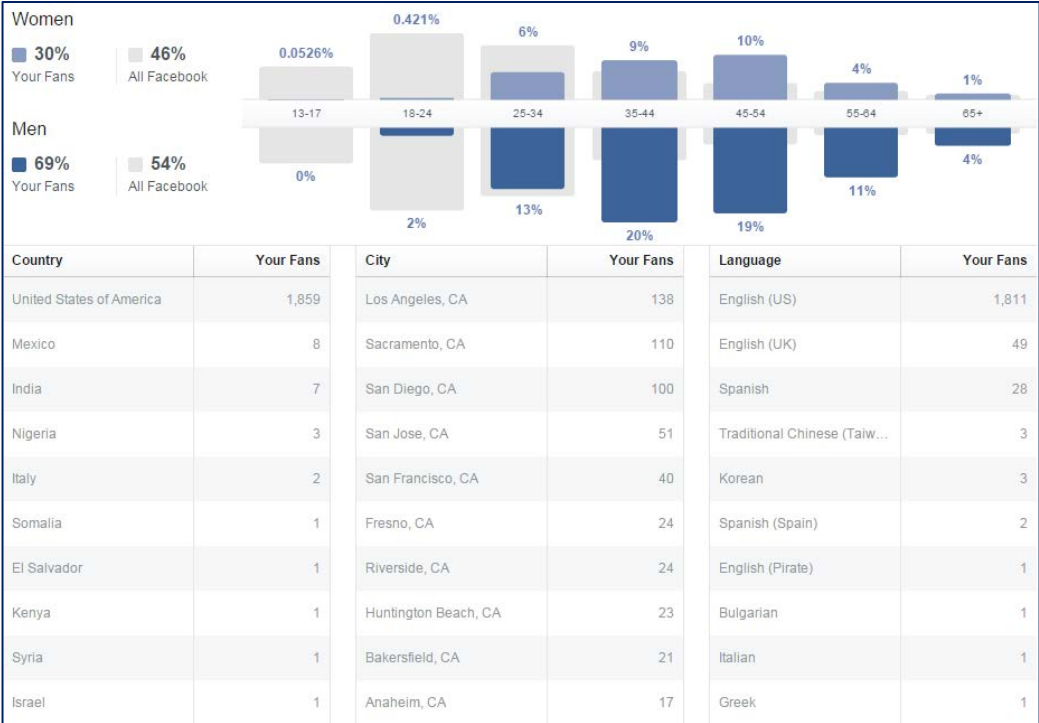 Women
30% 46%
Your Fans All Facebook
0.0526% 0.421% 6% 9% 10% 4% 1%
13-17 18-24 25-34 35-44 45-54 55-64 65+
Men
69% 54%
Your Fans All Facebook
0% 2% 13% 20% 19% 11% 4%
Country Your Fans City Your Fans Language Your Fans
United States of America 1,859 Los Angeles, CA 138 English (US) 1,811
Mexico 8 Sacramento, CA 110 English (UK) 49
India 7 San Diego, CA 100 Spanish 28
Nigeria 3 San Jose, CA 51 Traditional Chinese (Taiw... 3
Italy 2 San Francisco, CA 40 Korean 3
Somalia 1 Fresno, CA 24 Spanish (Spain) 2
El Salvador 1 Riverside, CA 24 English (Pirate) 1
Kenya 1 Huntington Beach, CA 23 Bulgarian 1
Syria 1 Bakersfield, CA 21 Italian 1
Israel 1 Anaheim, CA 17 Greek 1